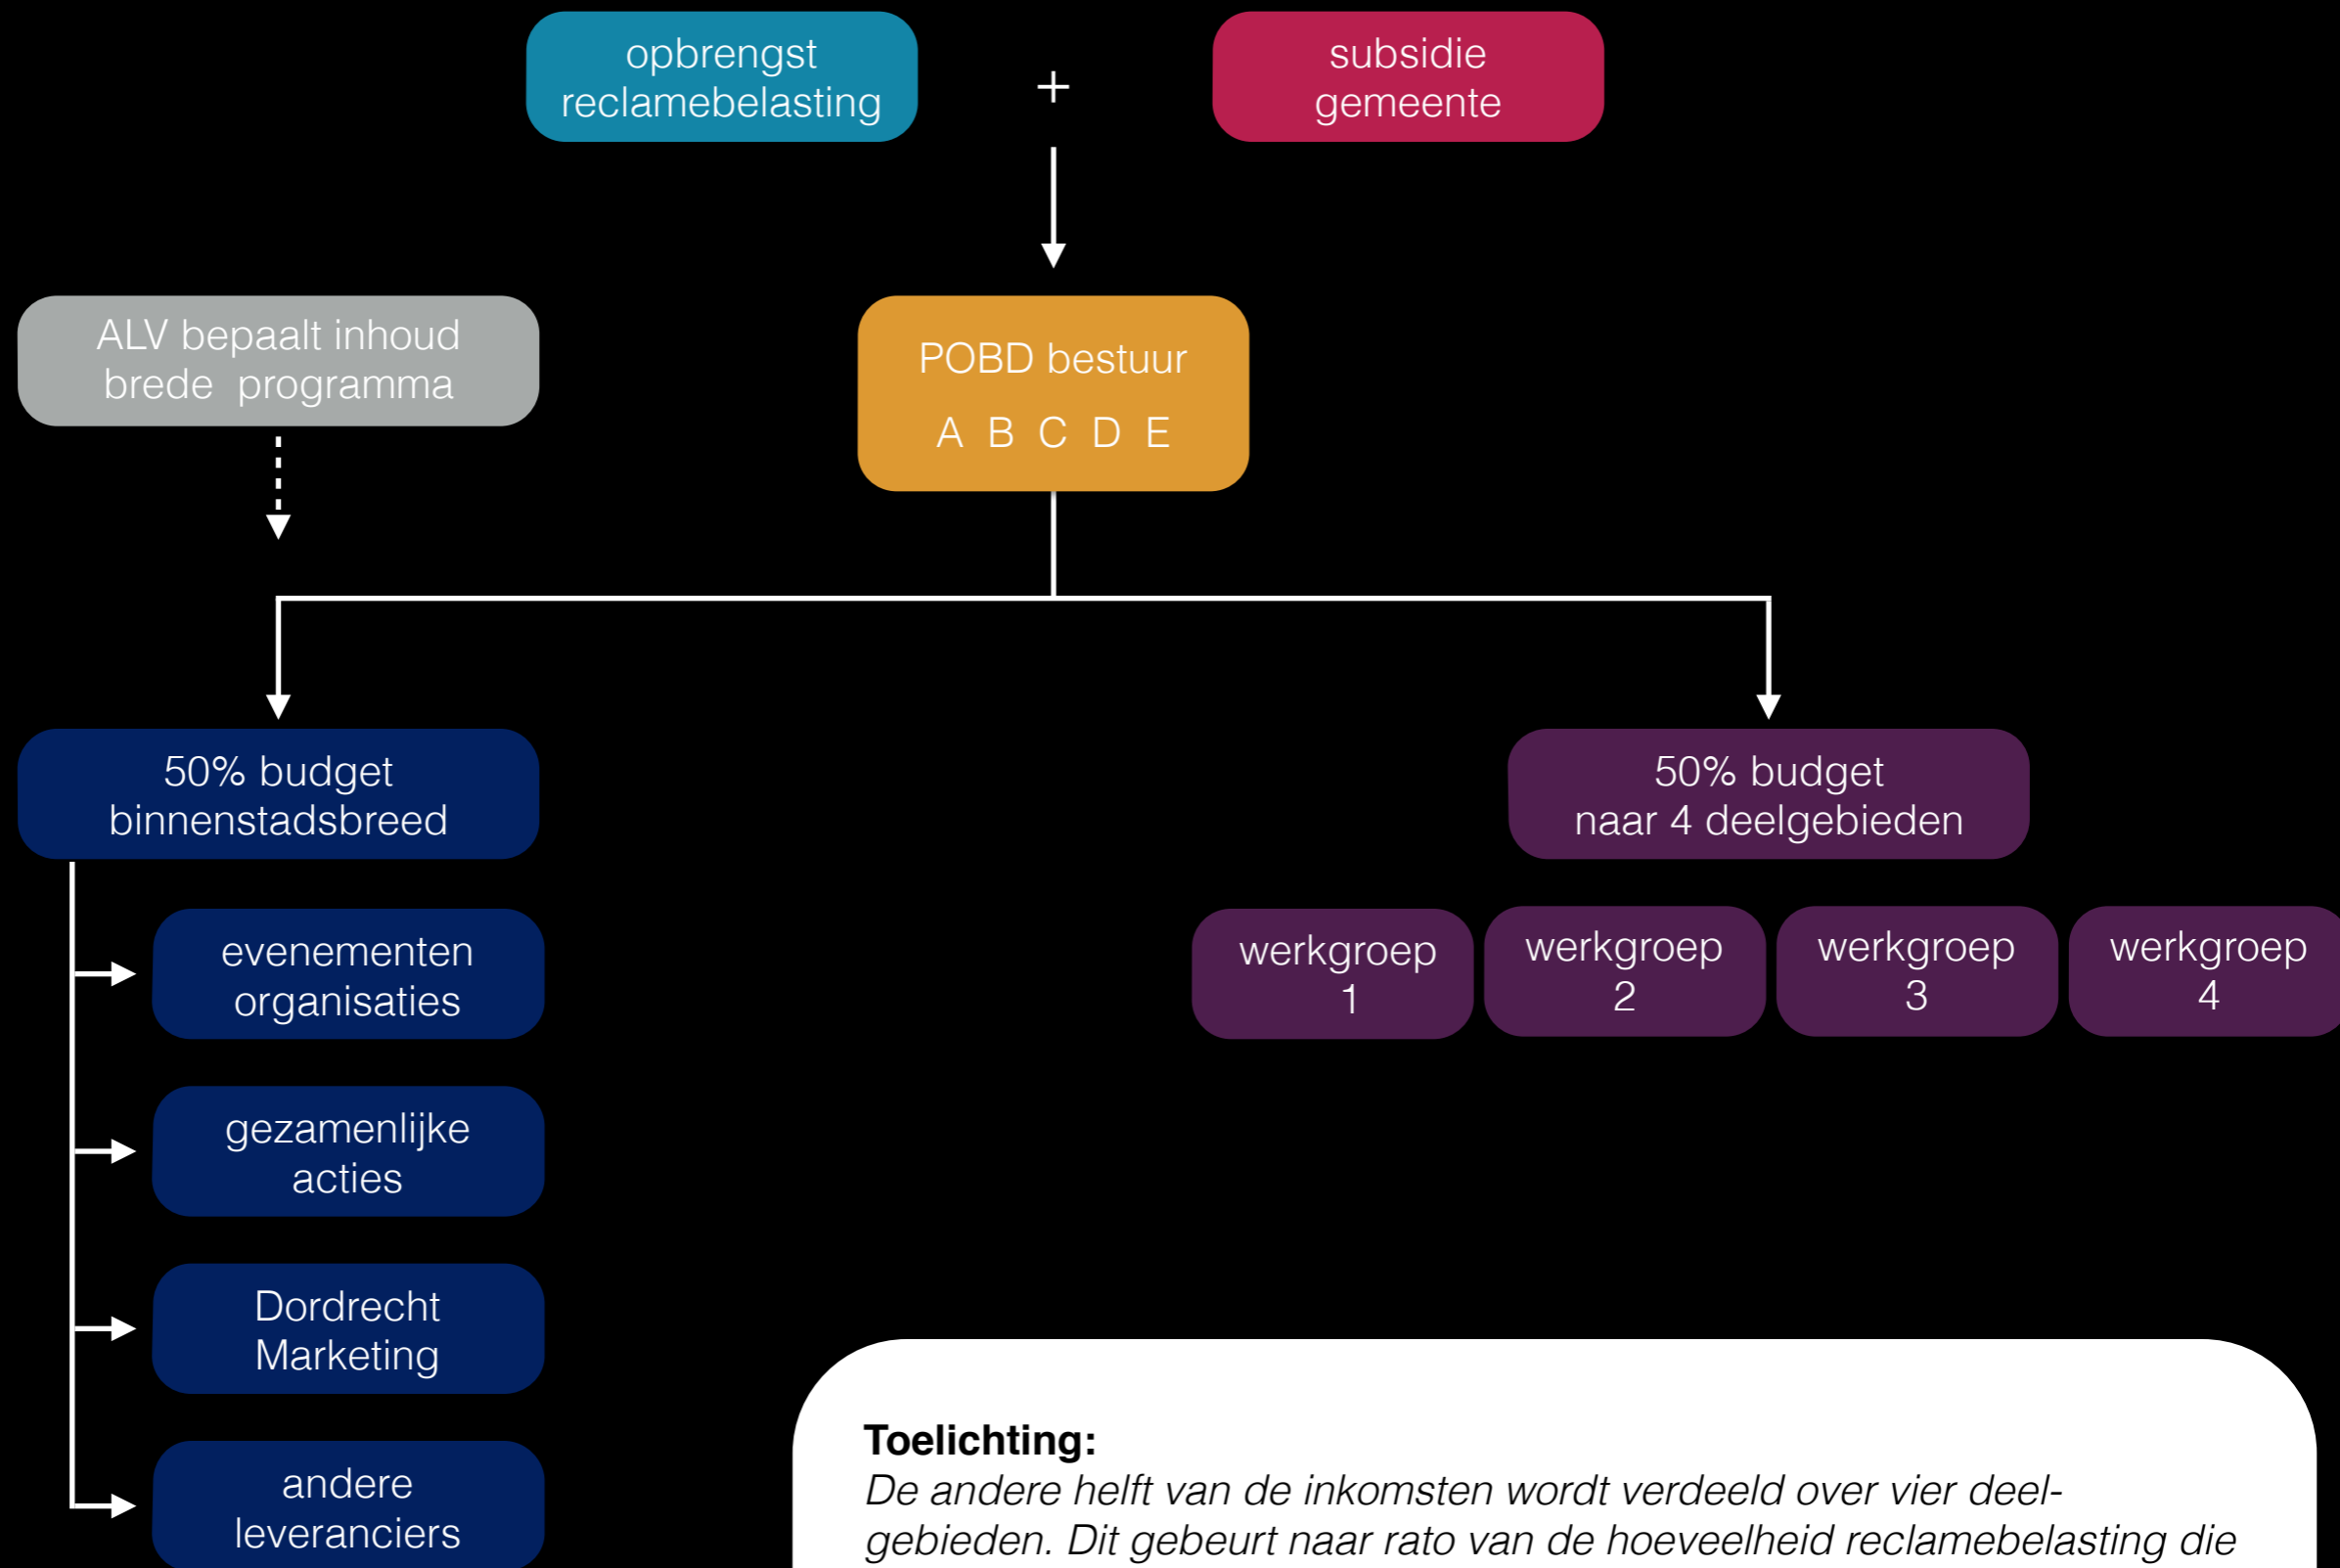 opbrengst
reclamebelasting
+
subsidie
gemeente
ALV bepaalt inhoud
brede programma
POBD bestuur
A B C D E
50% budget
binnenstadsbreed
50% budget
naar 4 deelgebieden
evenementen
organisaties
werkgroep
1
werkgroep
2
werkgroep
3
werkgroep
4
gezamenlijke
acties
Dordrecht
Marketing
andere
leveranciers
Toelichting:
De andere helft van de inkomsten wordt verdeeld over vier deel-
gebieden. Dit gebeurt naar rato van de hoeveelheid reclamebelasting die